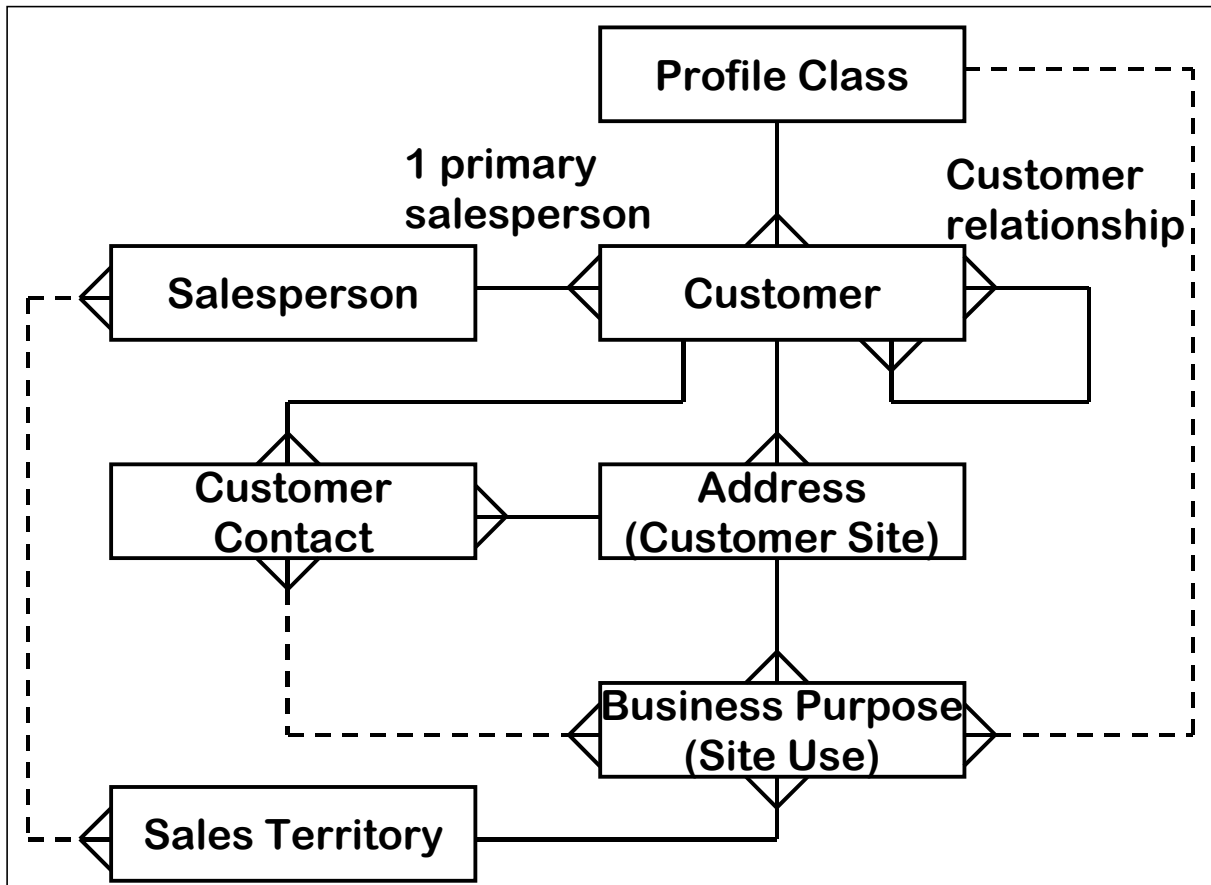 Profile Class
1 primary
salesperson
Customer
relationship
Salesperson
Customer
Customer
Contact
Address
(Customer Site)
Business Purpose
(Site Use)
Sales Territory